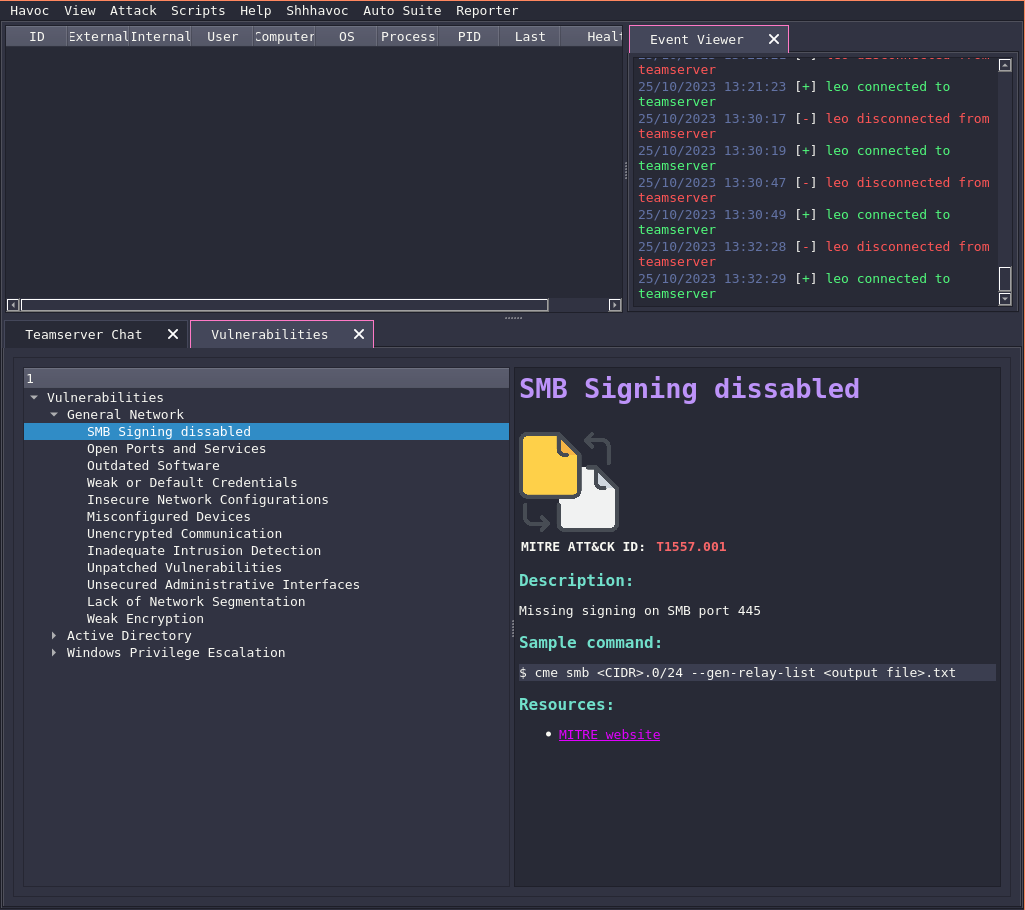 Havoc View Attack Scripts Help Shhhavoc Auto Suite Reporter
ID External Internal User Computer OS Process PID Last Healt
Event Viewer
teamserver
25/10/2023 13:21:23 [+] leo connected to
teamserver
25/10/2023 13:30:17 [-] leo disconnected from
teamserver
25/10/2023 13:30:19 [+] leo connected to
teamserver
25/10/2023 13:30:47 [-] leo disconnected from
teamserver
25/10/2023 13:30:49 [+] leo connected to
teamserver
25/10/2023 13:32:28 [-] leo disconnected from
teamserver
25/10/2023 13:32:29 [+] leo connected to
teamserver
Teamserver Chat Vulnerabilities
1
Vulnerabilities
General Network
SMB Signing dissabled
Open Ports and Services
Outdated Software
Weak or Default Credentials
Insecure Network Configurations
Misconfigured Devices
Unencrypted Communication
Inadequate Intrusion Detection
Unpatched Vulnerabilities
Unsecured Administrative Interfaces
Lack of Network Segmentation
Weak Encryption
Active Directory
Windows Privilege Escalation
SMB Signing dissabled
MITRE ATT&CK ID: T1557.001
Description:
Missing signing on SMB port 445
Sample command:
$ cme smb <CIDR>.0/24 --gen-relay-list <output file>.txt
Resources:
• MITRE website